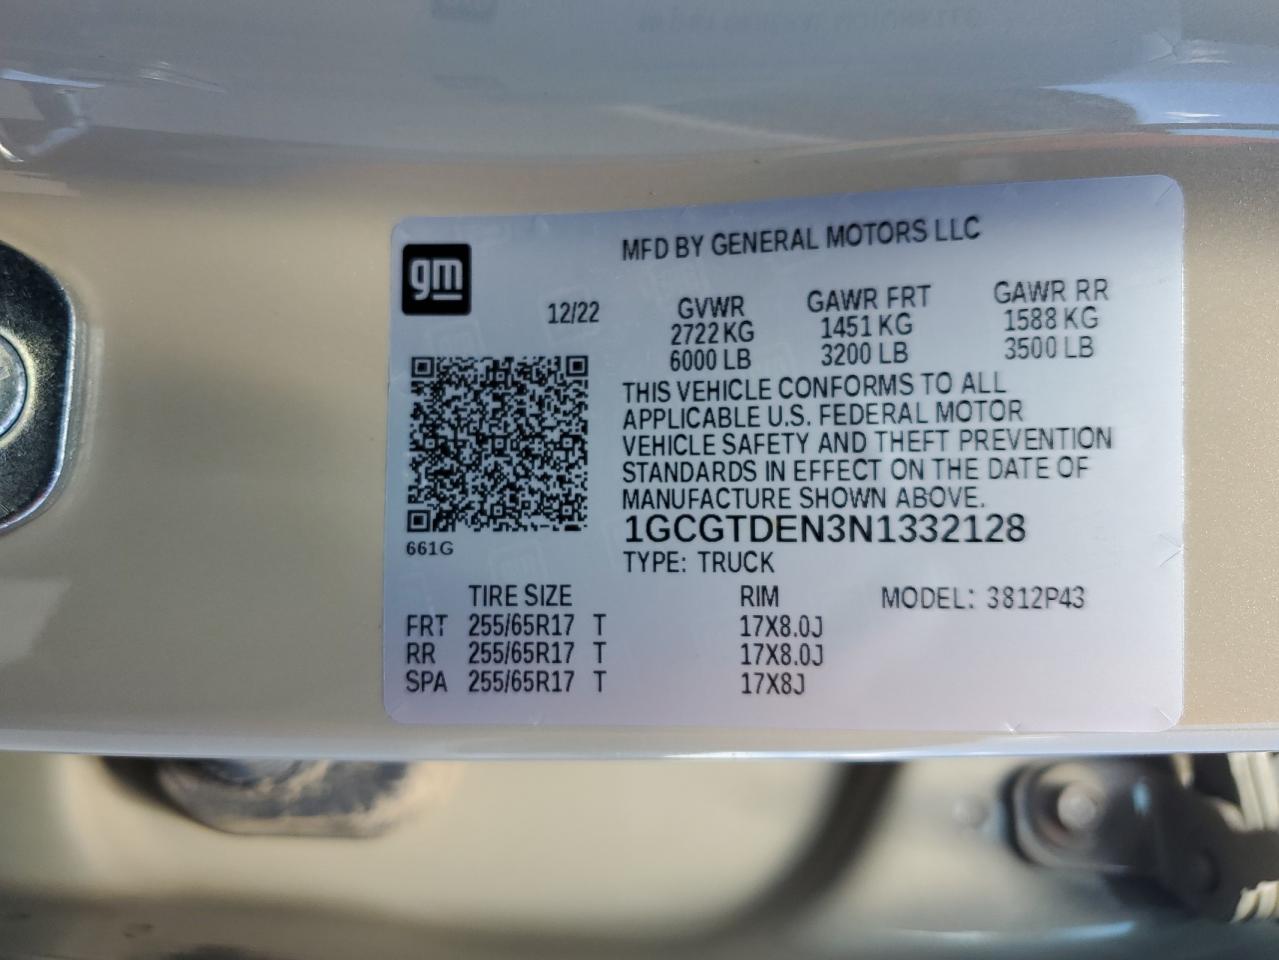 MFD BY GENERAL MOTORS LLC
gm
12/22 GVWR GAWR FRT GAWR RR
2722 KG 1451 KG 1588 KG
6000 LB 3200 LB 3500 LB
THIS VEHICLE CONFORMS TO ALL
APPLICABLE U.S. FEDERAL MOTOR
VEHICLE SAFETY AND THEFT PREVENTION
STANDARDS IN EFFECT ON THE DATE OF
MANUFACTURE SHOWN ABOVE.
1GCGTDEN3N1332128
661G
TYPE: TRUCK
TIRE SIZE RIM MODEL: 3812P43
FRT 255/65R17 T 17X8.0J
RR 255/65R17 T 17X8.0J
SPA 255/65R17 T 17X8J